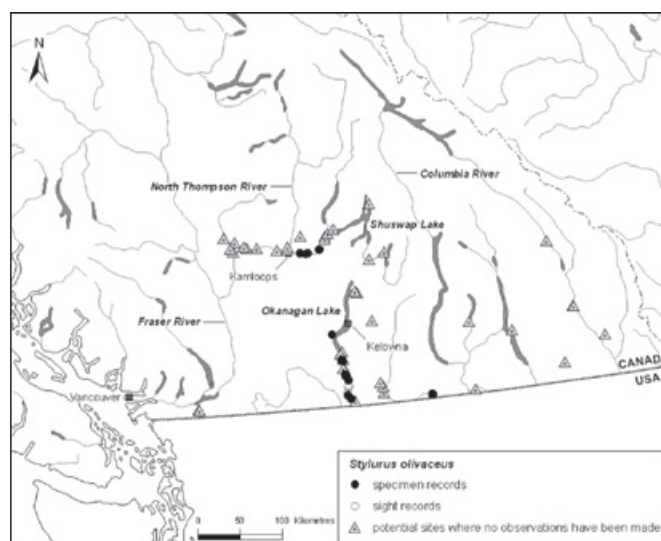 N
North Thompson River
Columbia River
Shuswap Lake
Kamloops
Okanagan Lake
Fraser River
Kelowna
CANADA
USA
Vancouver
Stylurus olivaceus
specimen records
sight records
potential sites where no observations have been made
0 50 100 Kilometres